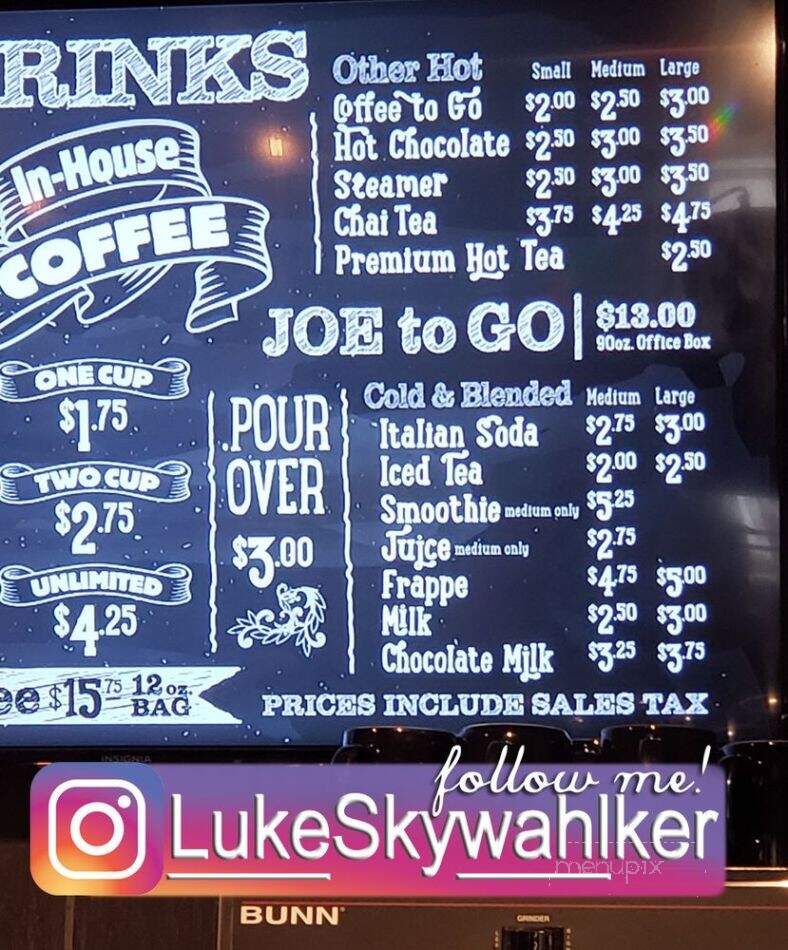 RINKS
In-House
COFFEE
ONE CUP
$1.75
TWO CUP
$2.75
UNLIMITED
$4.25
POUR
OVER
$3.00
ee $15.75 12 oz. BAG
Other Hot Small Medium Large
Coffee to Go $2.00 $2.50 $3.00
Hot Chocolate $2.50 $3.00 $3.50
Steamer $2.50 $3.00 $3.50
Chai Tea $3.75 $4.25 $4.75
Premium Hot Tea $2.50
JOE to GO $13.00
90oz. Office Box
Cold & Blended Medium Large
Italian Soda $2.75 $3.00
Iced Tea $2.00 $2.50
Smoothie medium only $5.25
Juice medium only $2.75
Frappe $4.75 $5.00
Milk $2.50 $3.00
Chocolate Milk $3.25 $3.75
PRICES INCLUDE SALES TAX
INSIGNIA
follow me!
LukeSkywahlker
menupix
BUNN
GRINDER